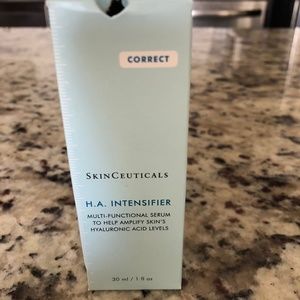 CORRECT
SKINCEUTICALS
H.A. INTENSIFIER
MULTI-FUNCTIONAL SERUM
TO HELP AMPLIFY SKIN'S
HYALURONIC ACID LEVELS
30 ml / 1 fl oz